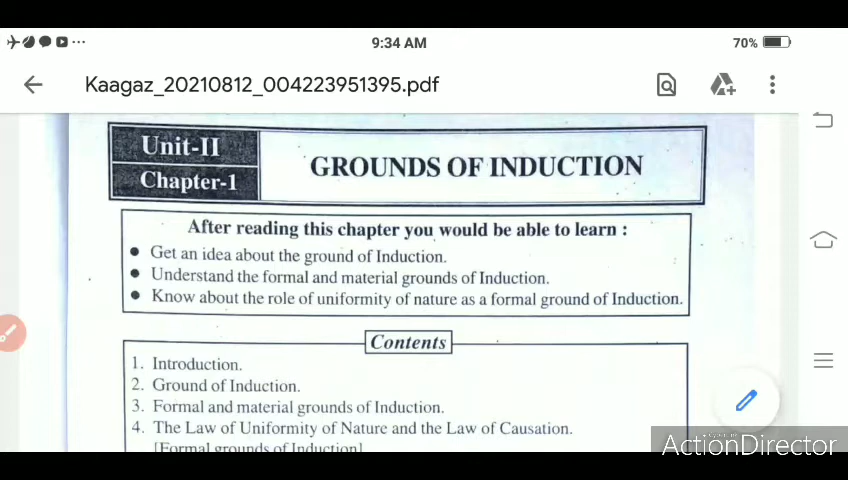 9:34 AM
70%
Kaagaz_20210812_004223951395.pdf
Unit-II
Chapter-1
GROUNDS OF INDUCTION
After reading this chapter you would be able to learn :
• Get an idea about the ground of Induction.
• Understand the formal and material grounds of Induction.
• Know about the role of uniformity of nature as a formal ground of Induction.
Contents
1. Introduction.
2. Ground of Induction.
3. Formal and material grounds of Induction.
4. The Law of Uniformity of Nature and the Law of Causation.
[Formal grounds of Induction]
ActionDirector